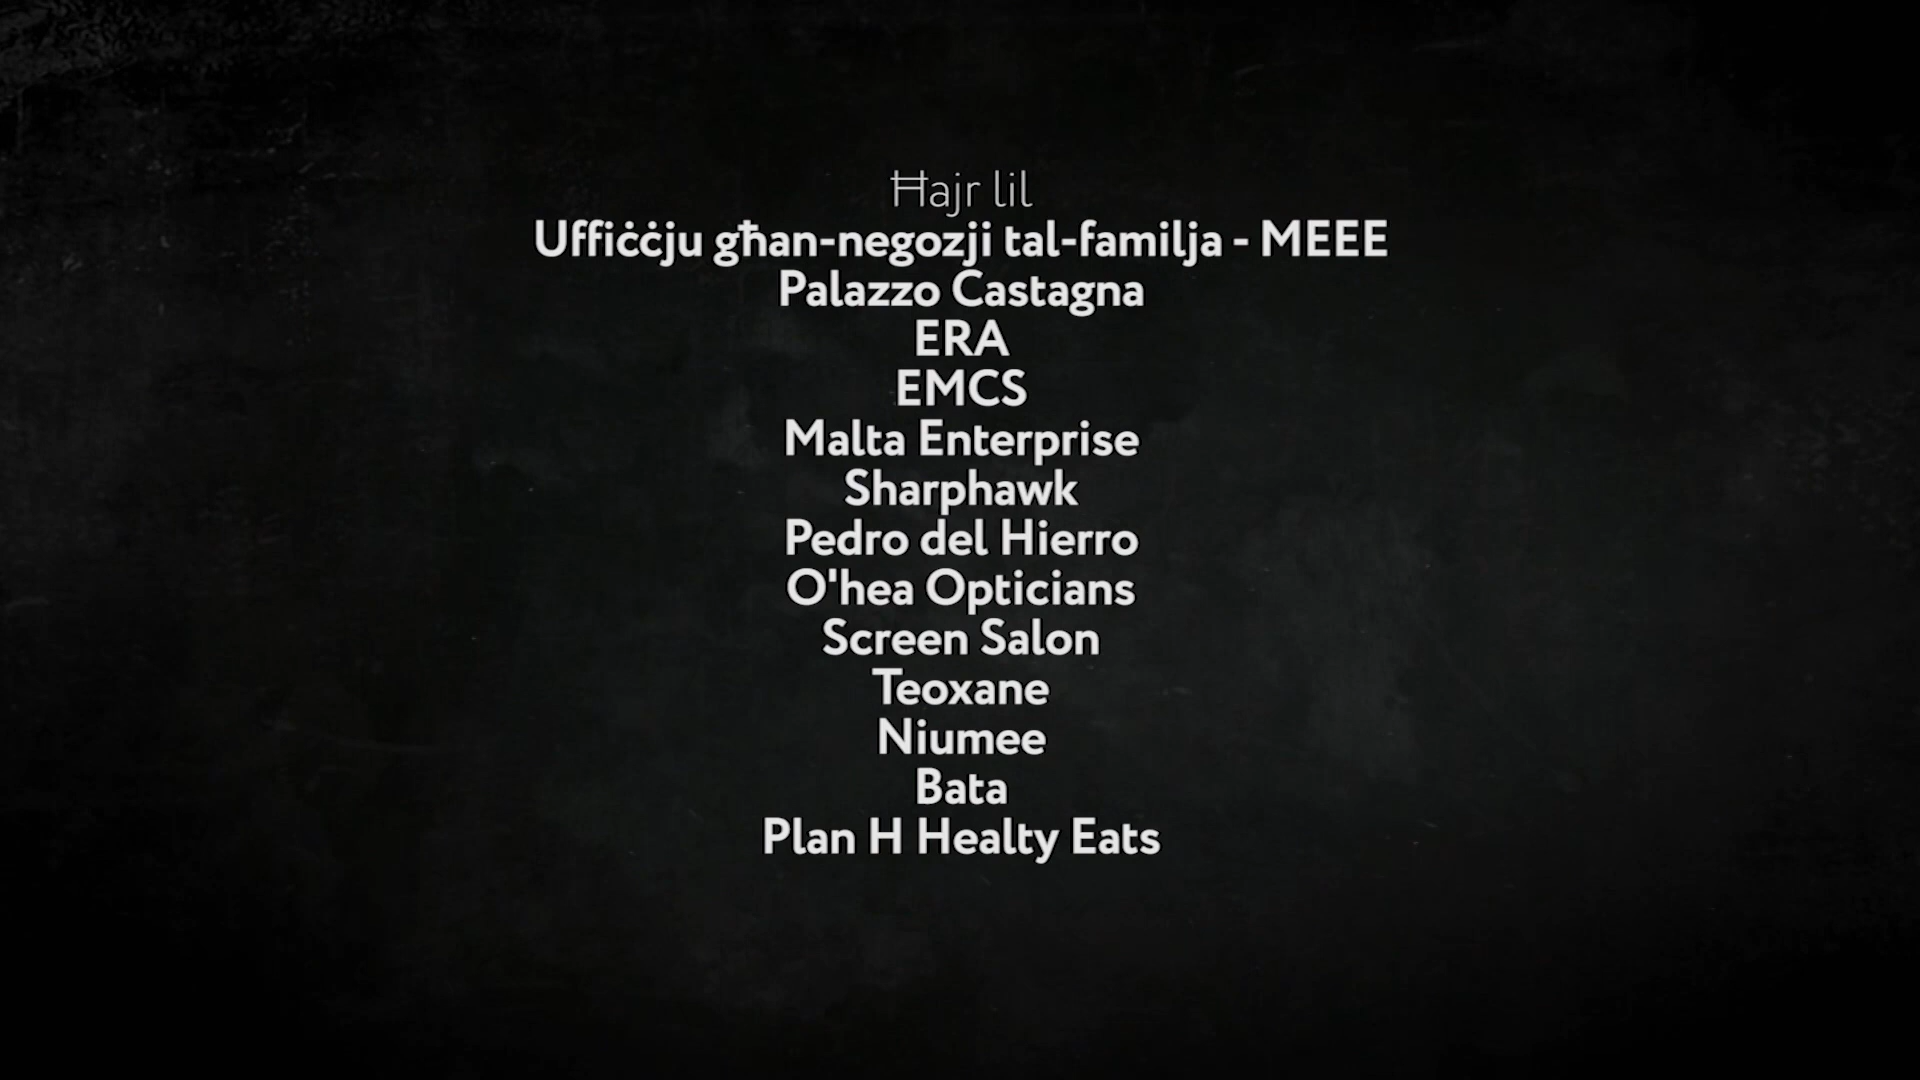 Ħajr lil
Uffiċċju għan-negozji tal-familja - MEEE
Palazzo Castagna
ERA
EMCS
Malta Enterprise
Sharphawk
Pedro del Hierro
O'hea Opticians
Screen Salon
Teoxane
Niumee
Bata
Plan H Healty Eats